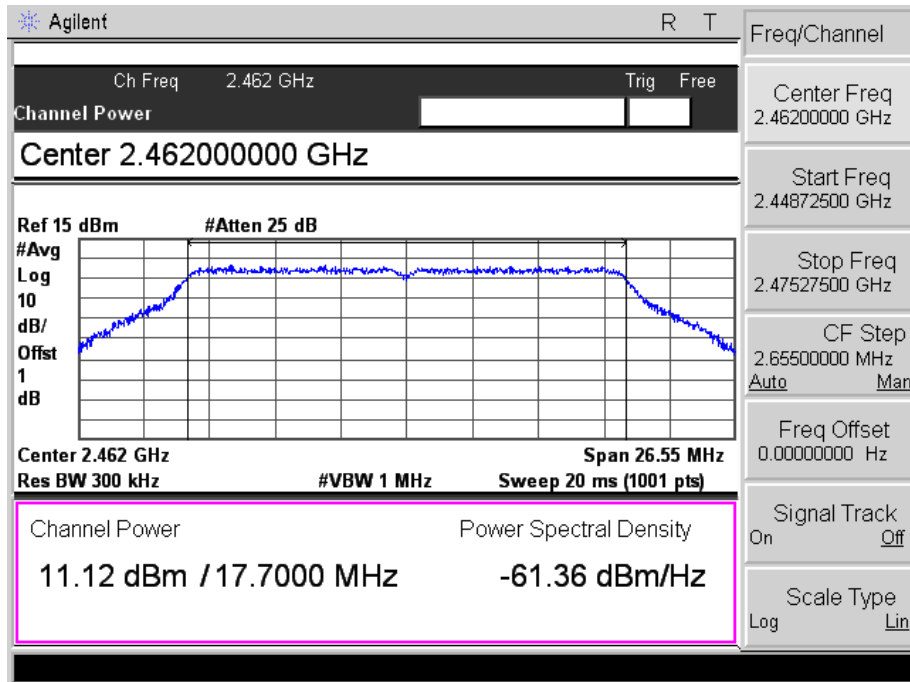 Agilent R T
Ch Freq 2.462 GHz Trig Free
Channel Power
Center 2.462000000 GHz
Ref 15 dBm #Atten 25 dB
#Avg
Log
10
dB/
Offst
1
dB
Center 2.462 GHz Span 26.55 MHz
Res BW 300 kHz #VBW 1 MHz Sweep 20 ms (1001 pts)
Channel Power Power Spectral Density
11.12 dBm / 17.7000 MHz -61.36 dBm/Hz
Freq/Channel
Center Freq
2.46200000 GHz
Start Freq
2.44872500 GHz
Stop Freq
2.47527500 GHz
CF Step
2.65500000 MHz
Auto Man
Freq Offset
0.00000000 Hz
Signal Track
On Off
Scale Type
Log Lin